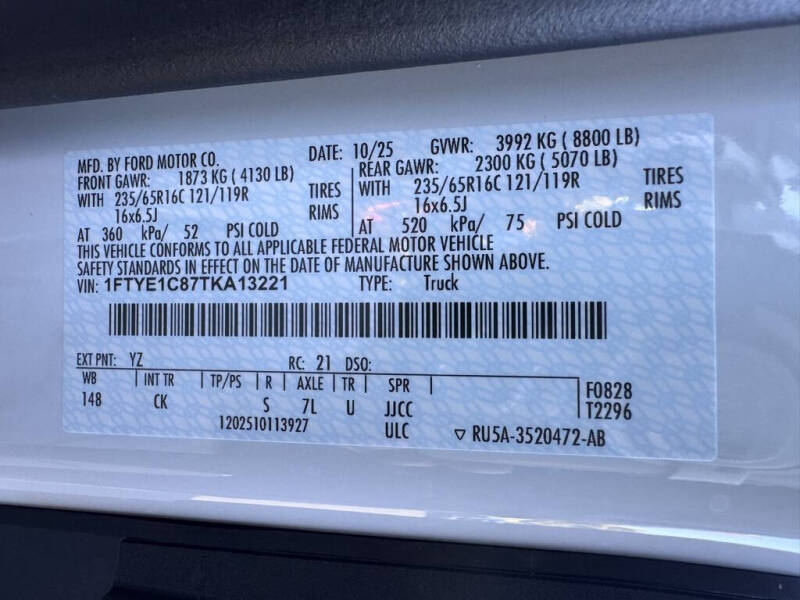 MFD. BY FORD MOTOR CO. DATE: 10/25 GVWR: 3992 KG ( 8800 LB)
FRONT GAWR: 1873 KG ( 4130 LB) REAR GAWR: 2300 KG ( 5070 LB)
WITH 235/65R16C 121/119R TIRES WITH 235/65R16C 121/119R TIRES
16x6.5J RIMS 16x6.5J RIMS
AT 360 kPa/ 52 PSI COLD AT 520 kPa/ 75 PSI COLD
THIS VEHICLE CONFORMS TO ALL APPLICABLE FEDERAL MOTOR VEHICLE
SAFETY STANDARDS IN EFFECT ON THE DATE OF MANUFACTURE SHOWN ABOVE.
VIN: 1FTYE1C87TKA13221 TYPE: Truck
EXT PNT: YZ RC: 21 DSO:
WB INT TR TP/PS R AXLE TR SPR F0828
148 CK S 7L U JJCC T2296
1202510113927 ULC ▽ RU5A-3520472-AB